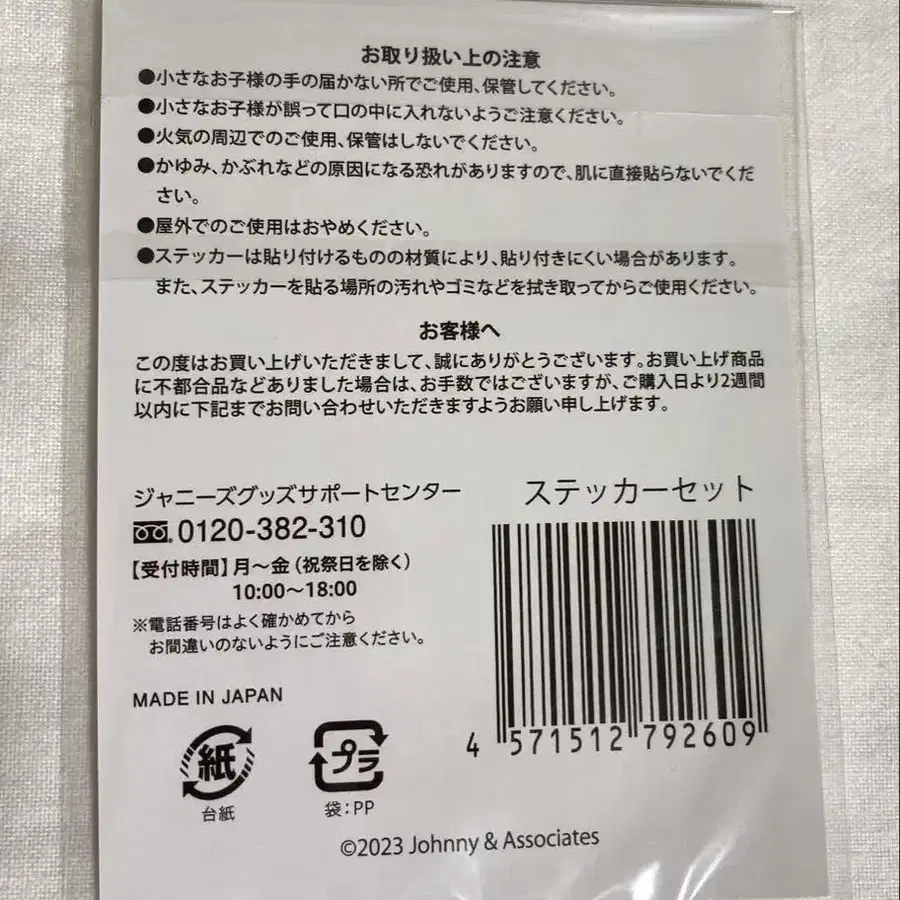 お取り扱い上の注意
●小さなお子様の手の届かない所でご使用、保管してください。
●小さなお子様が誤って口の中に入れないようご注意ください。
●火気の周辺でのご使用、保管はしないでください。
●かゆみ、かぶれなどの原因になる恐れがありますので、肌に直接貼らないでくだ
さい。
●屋外でのご使用はおやめください。
●ステッカーは貼り付けるものの材質により、貼り付きにくい場合があります。
また、ステッカーを貼る場所の汚れやゴミなどを拭き取ってからご使用ください。
お客様へ
この度はお買い上げいただきまして、誠にありがとうございます。お買い上げ商品
に不都合品などありました場合は、お手数ではございますが、ご購入日より2週間
以内に下記までお問い合わせいただきますようお願い申し上げます。
ジャニーズグッズサポートセンター
0120-382-310
【受付時間】月～金（祝祭日を除く）
10:00～18:00
※電話番号はよく確かめてから
お間違いのないようにご注意ください。
MADE IN JAPAN
ステッカーセット
4 571512 792609
紙
台紙
プラ
袋：PP
©2023 Johnny & Associates